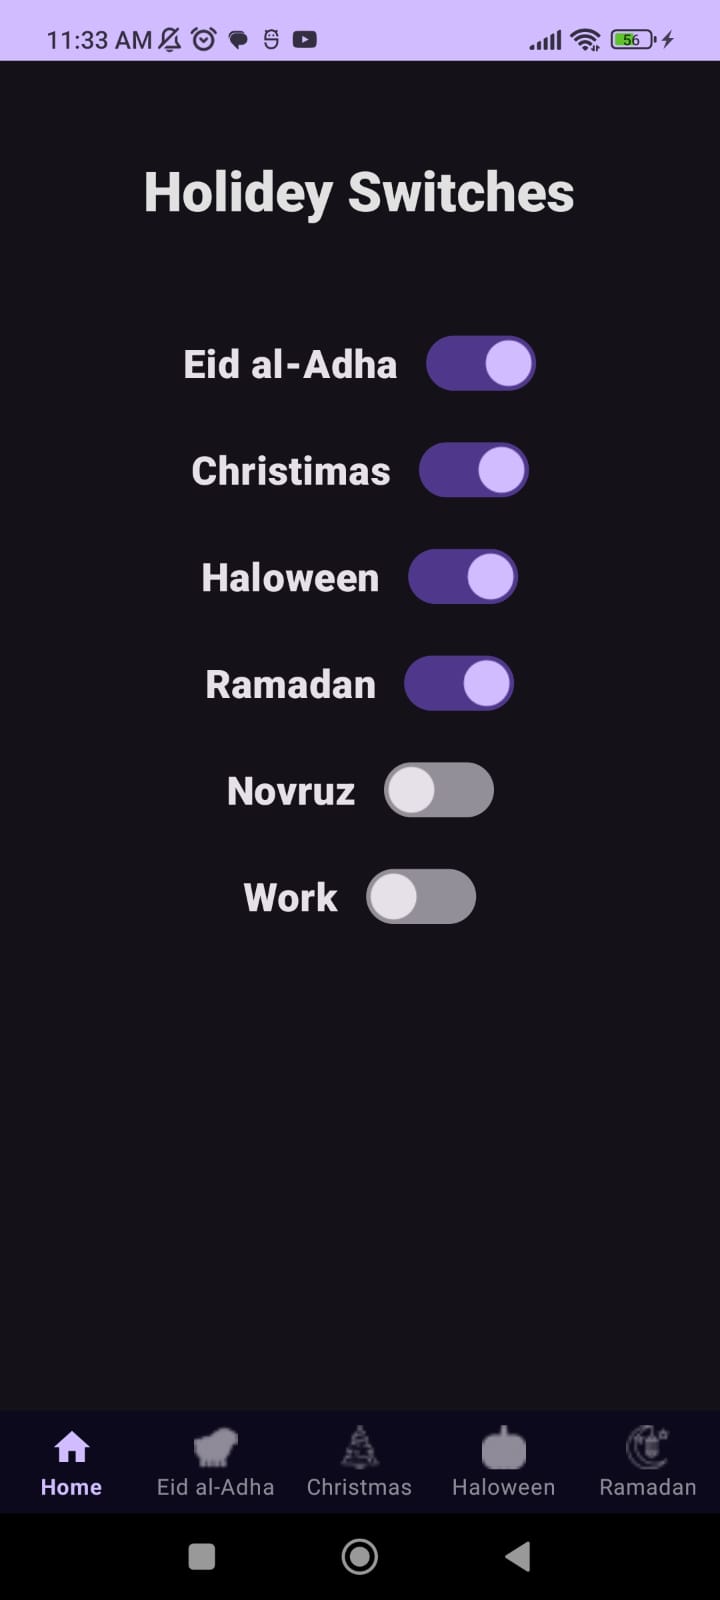 11:33 AM
56
Holidey Switches
Eid al-Adha
Christimas
Haloween
Ramadan
Novruz
Work
Home Eid al-Adha Christmas Haloween Ramadan